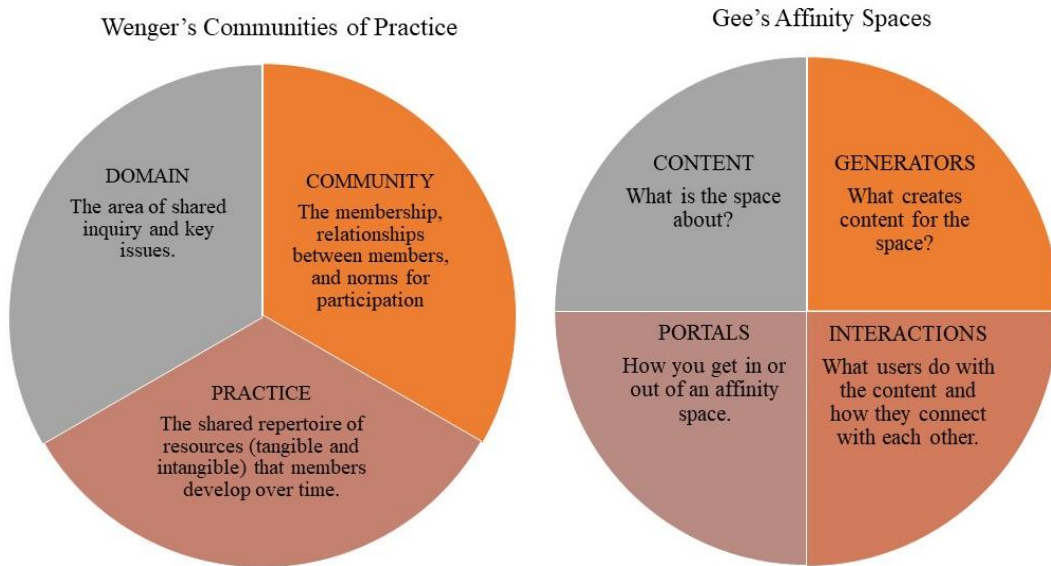 Wenger’s Communities of Practice
DOMAIN
The area of shared
inquiry and key
issues.
COMMUNITY
The membership,
relationships
between members,
and norms for
participation
PRACTICE
The shared repertoire of
resources (tangible and
intangible) that members
develop over time.
Gee’s Affinity Spaces
CONTENT
What is the space
about?
GENERATORS
What creates
content for the
space?
PORTALS
How you get in or
out of an affinity
space.
INTERACTIONS
What users do with
the content and
how they connect
with each other.